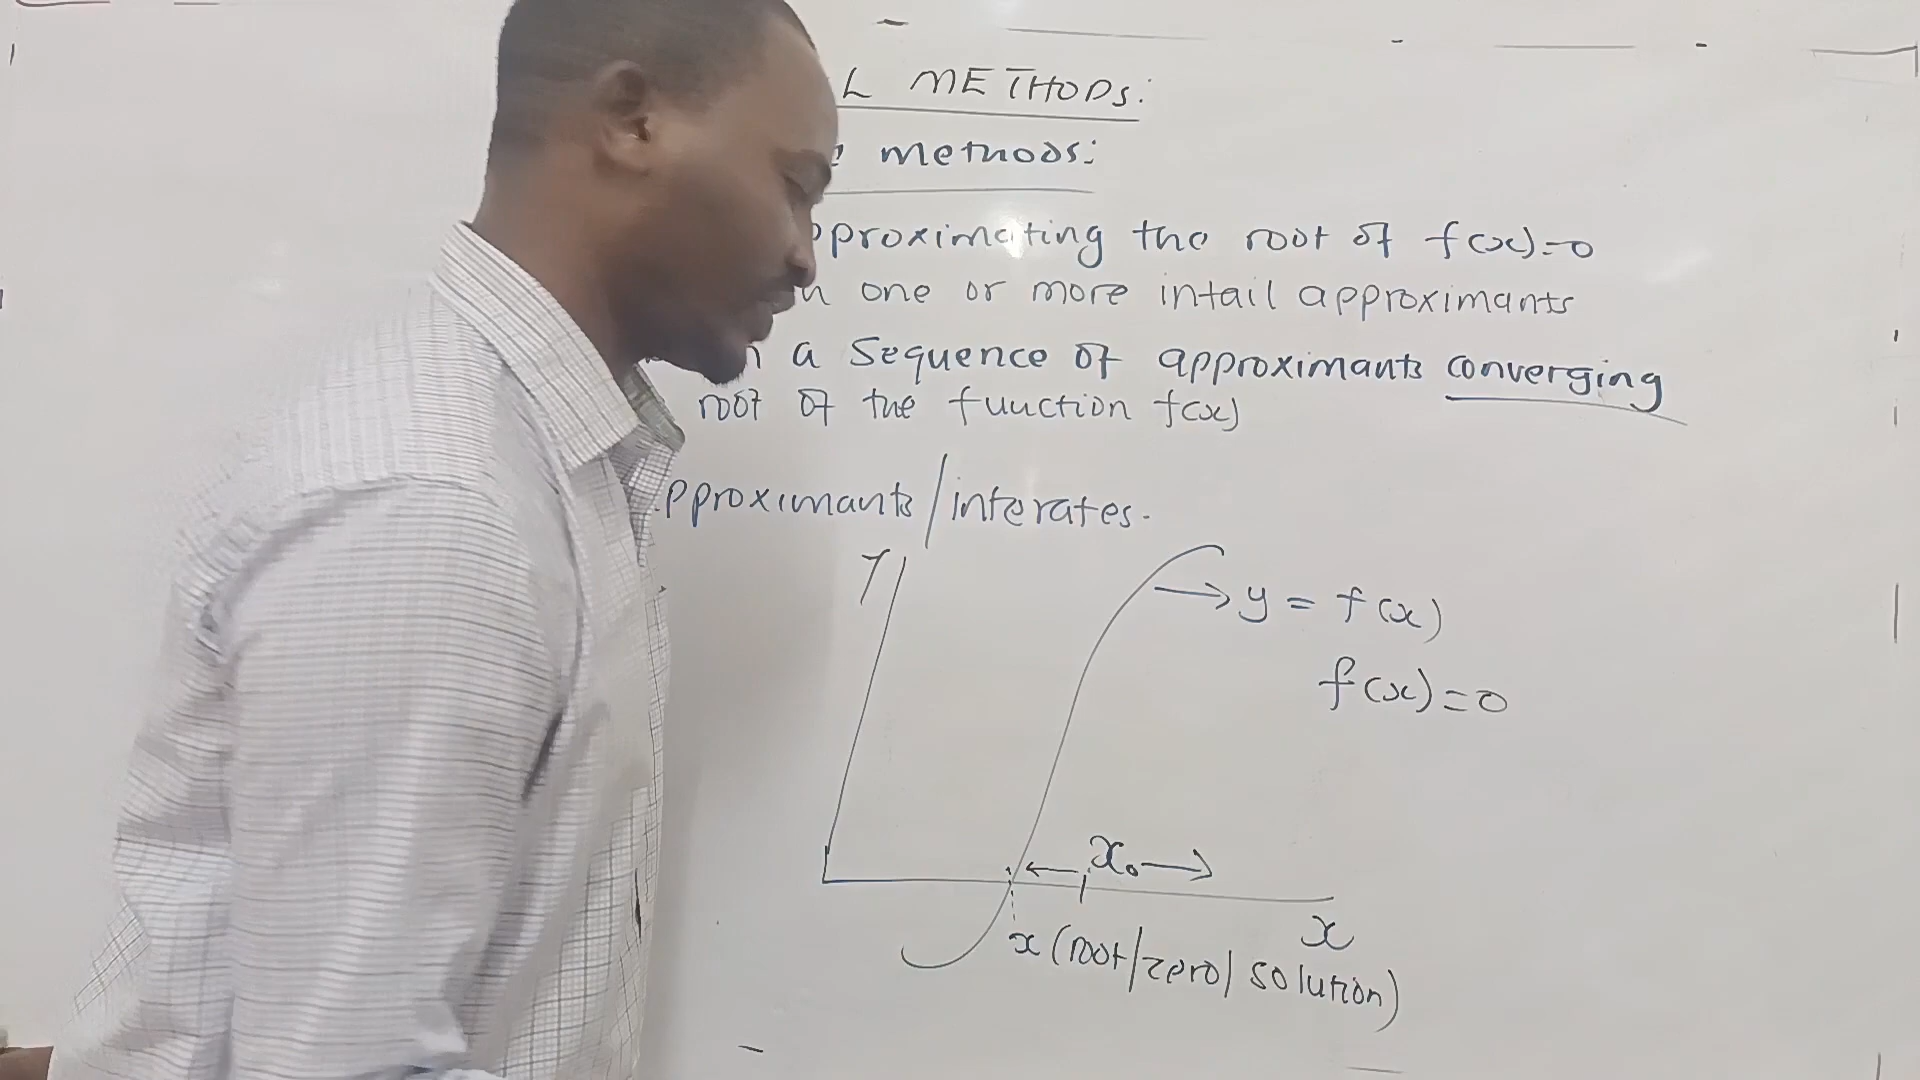 L METHODS:
methods:
pproximating the root of f(x)=0
one or more intail approximants
a sequence of approximants converging
root of the function f(x)
pproximants/interates.
y
→ y = f(x)
f(x)=0
← x₀ →
x
x (root/zero/solution)